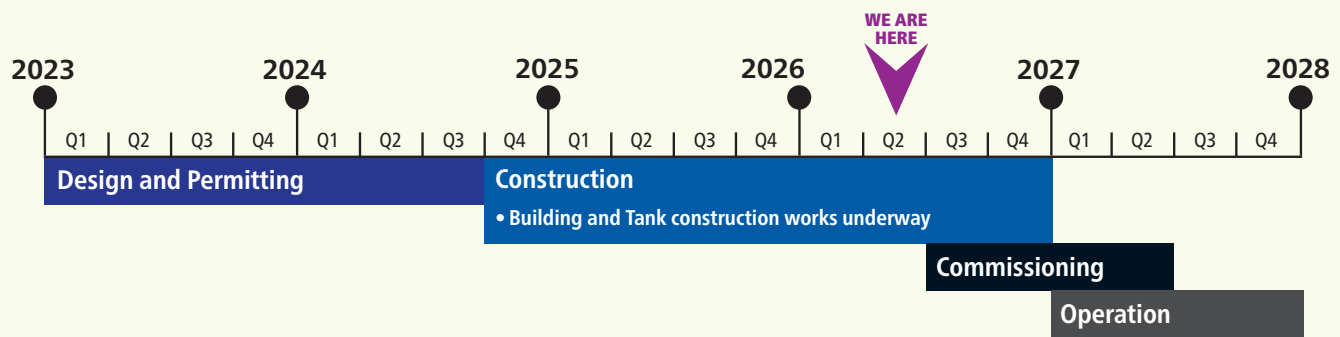 WE ARE
HERE
2023 2024 2025 2026 2027 2028
Q1 Q2 Q3 Q4 Q1 Q2 Q3 Q4 Q1 Q2 Q3 Q4 Q1 Q2 Q3 Q4 Q1 Q2 Q3 Q4
Design and Permitting Construction
• Building and Tank construction works underway
Commissioning
Operation